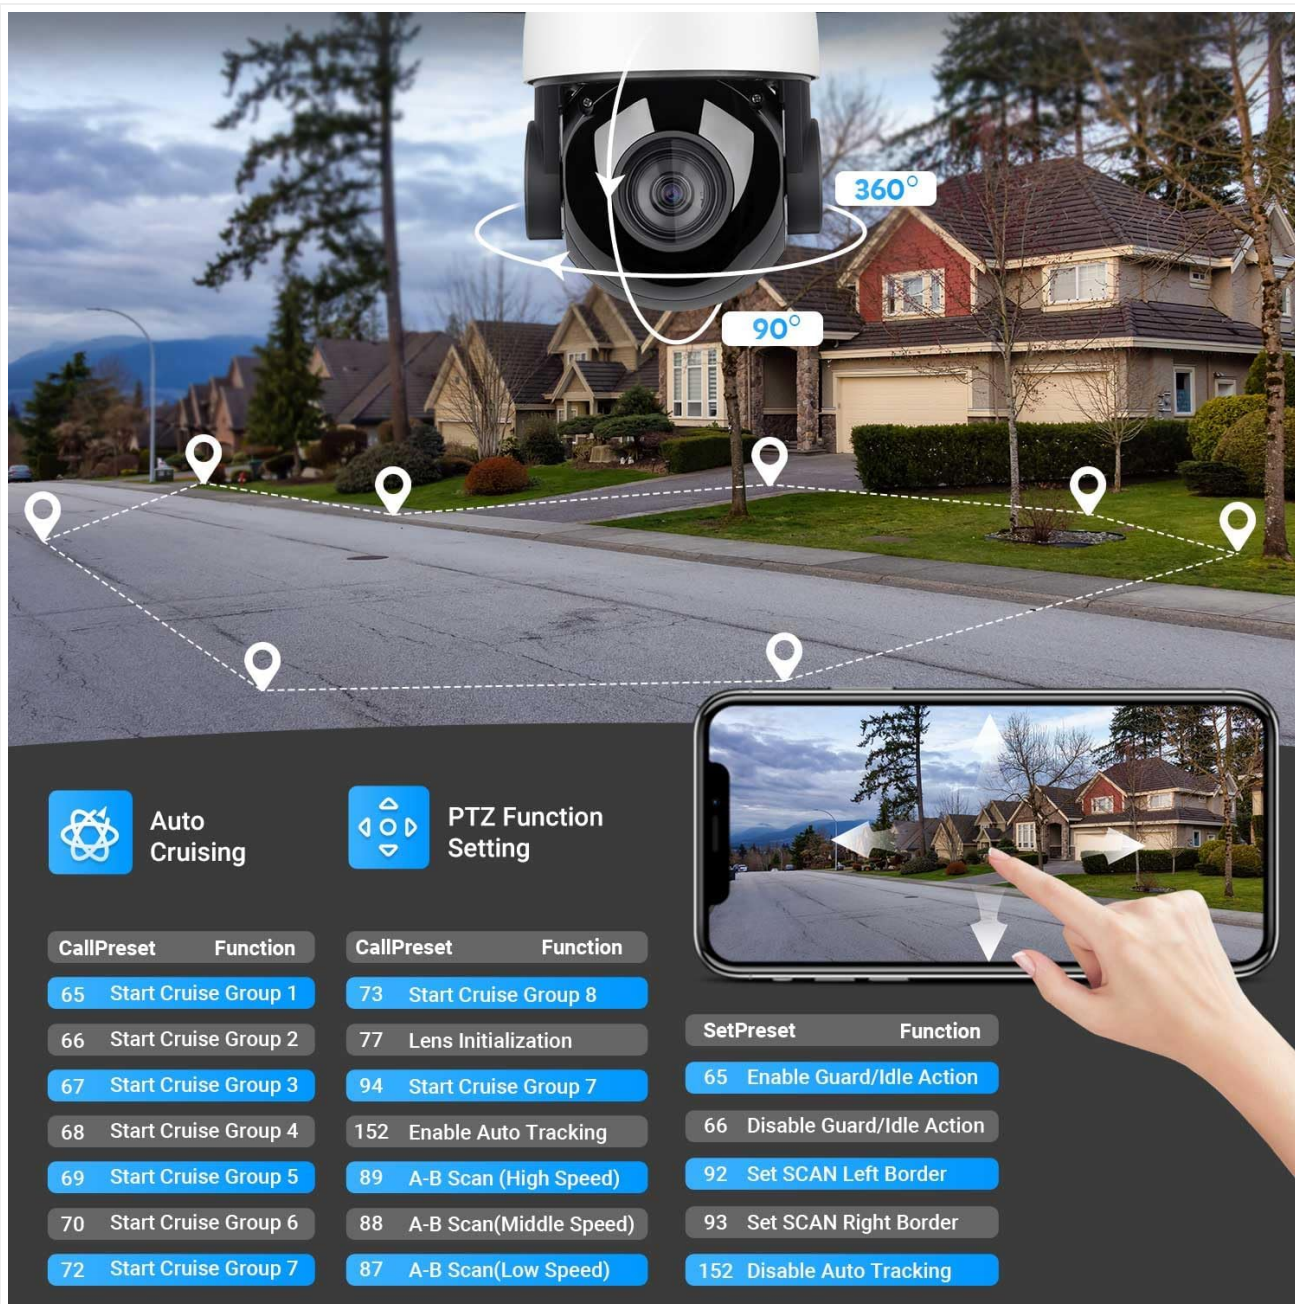 360°
90°
Auto
Cruising
PTZ Function
Setting
CallPreset Function
65 Start Cruise Group 1
66 Start Cruise Group 2
67 Start Cruise Group 3
68 Start Cruise Group 4
69 Start Cruise Group 5
70 Start Cruise Group 6
72 Start Cruise Group 7
CallPreset Function
73 Start Cruise Group 8
77 Lens Initialization
94 Start Cruise Group 7
152 Enable Auto Tracking
89 A-B Scan (High Speed)
88 A-B Scan(Middle Speed)
87 A-B Scan(Low Speed)
SetPreset Function
65 Enable Guard/Idle Action
66 Disable Guard/Idle Action
92 Set SCAN Left Border
93 Set SCAN Right Border
152 Disable Auto Tracking